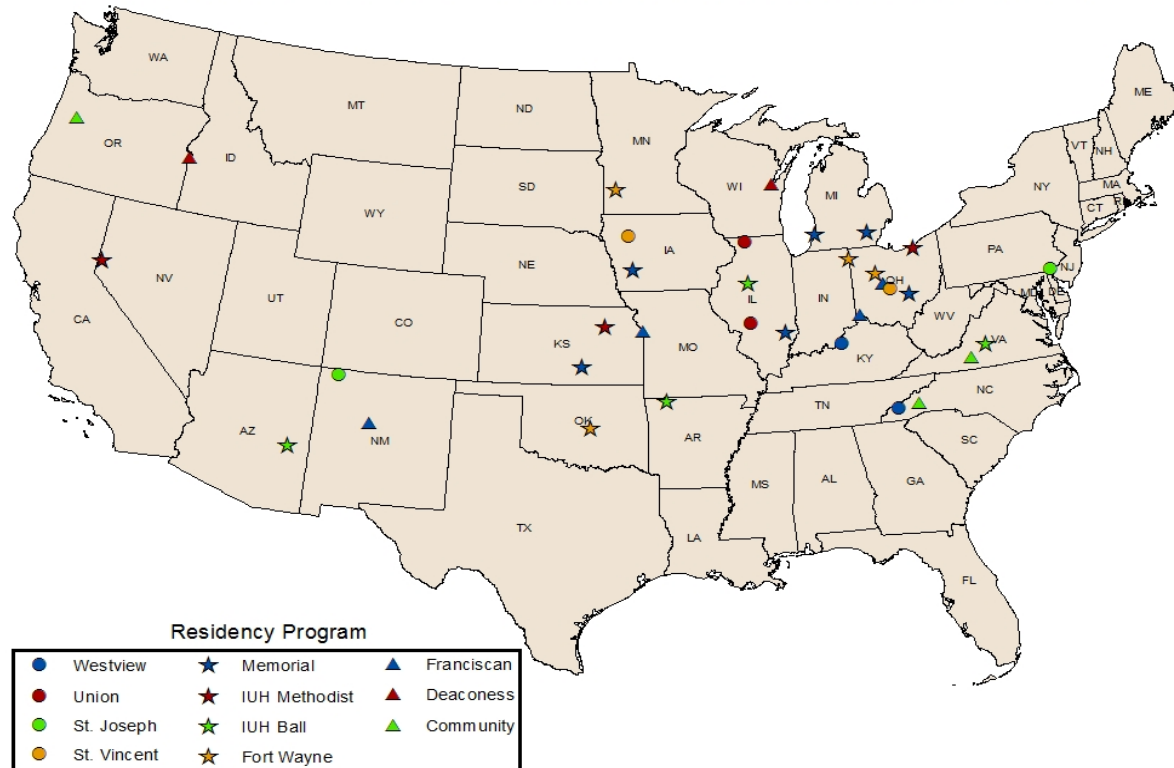 WA
MT
ND
MN
ME
OR
ID
SD
WI
MI
VT
NH
NY
MA
CT
WY
IA
PA
NJ
NE
NV
UT
IL
IN
OH
MD
DE
CA
CO
KS
MO
WV
VA
KY
AZ
NM
OK
AR
TN
NC
SC
MS
AL
GA
TX
LA
FL
Residency Program
Westview Memorial Franciscan
Union IUH Methodist Deaconess
St. Joseph IUH Ball Community
St. Vincent Fort Wayne